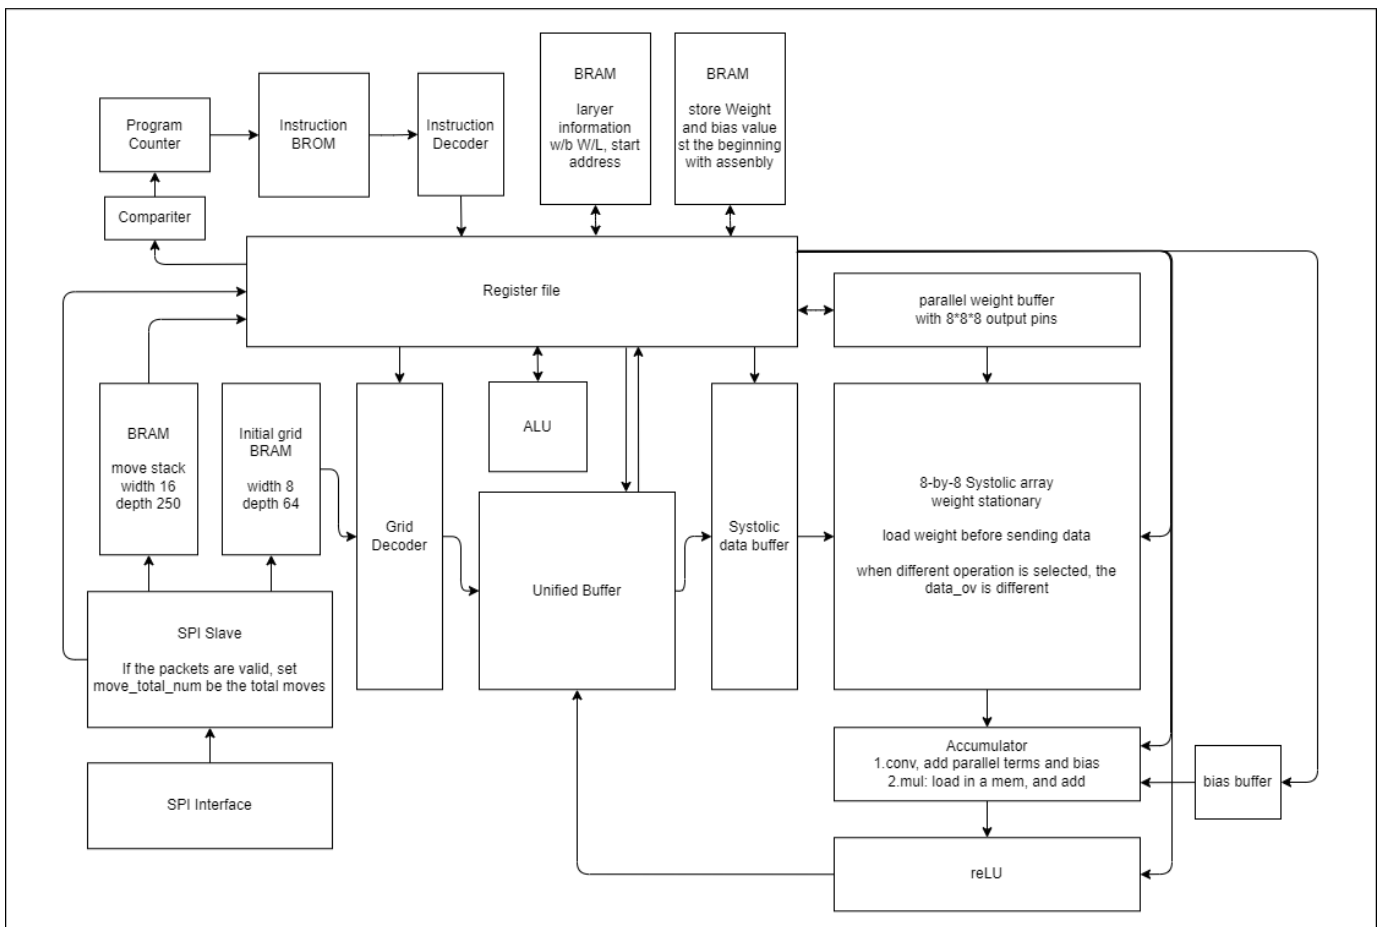 BRAM
laryer
information
w/b W/L, start
address
BRAM
store Weight
and bias value
st the beginning
with assenbly
Program
Counter
Instruction
BROM
Instruction
Decoder
Compariter
Register file
parallel weight buffer
with 8*8*8 output pins
BRAM
move stack
width 16
depth 250
Initial grid
BRAM
width 8
depth 64
Grid
Decoder
ALU
Unified Buffer
Systolic
data buffer
8-by-8 Systolic array
weight stationary
load weight before sending data
when different operation is selected, the
data_ov is different
SPI Slave
If the packets are valid, set
move_total_num be the total moves
SPI Interface
Accumulator
1.conv, add parallel terms and bias
2.mul: load in a mem, and add
bias buffer
reLU